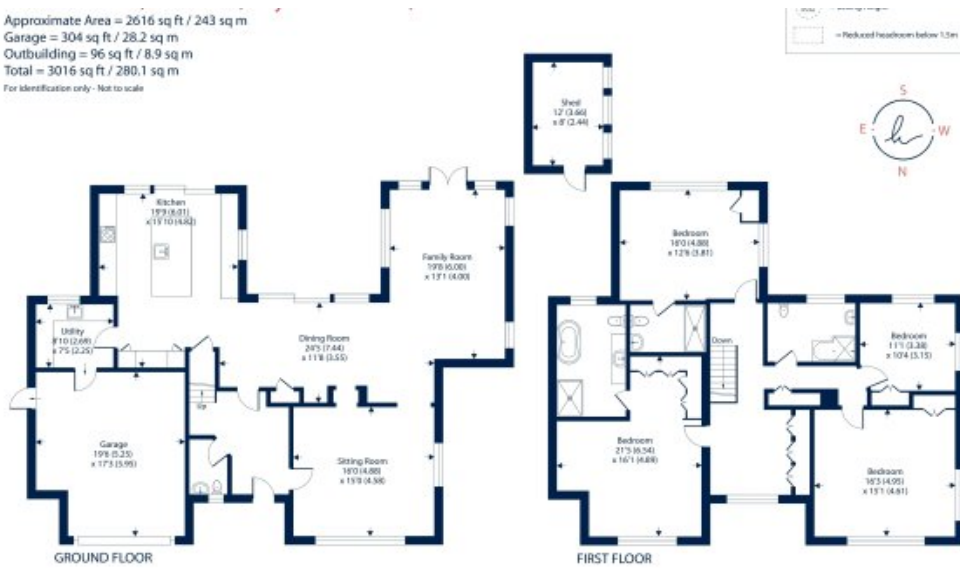 Approximate Area = 2616 sq ft / 243 sq m
Garage = 304 sq ft / 28.2 sq m
Outbuilding = 96 sq ft / 8.9 sq m
Total = 3016 sq ft / 280.1 sq m
For identification only - Not to scale
= Reduced headroom below 1.5m
S
E
W
N
Shed
12' (3.66)
x 8' (2.44)
Kitchen
19'9 (6.01)
x 15'10 (4.82)
Family Room
19'8 (6.00)
x 13'1 (4.00)
Utility
8'10 (2.69)
x 7'5 (2.25)
Dining Room
24'5 (7.44)
x 11'8 (3.55)
Up
Garage
19'6 (5.25)
x 17'3 (5.95)
Sitting Room
16'0 (4.88)
x 15'0 (4.58)
GROUND FLOOR
Bedroom
16'0 (4.88)
x 12'6 (3.81)
Down
Bedroom
11'1 (3.38)
x 10'4 (3.15)
Bedroom
21'5 (6.54)
x 16'1 (4.89)
Bedroom
16'3 (4.95)
x 15'1 (4.61)
FIRST FLOOR